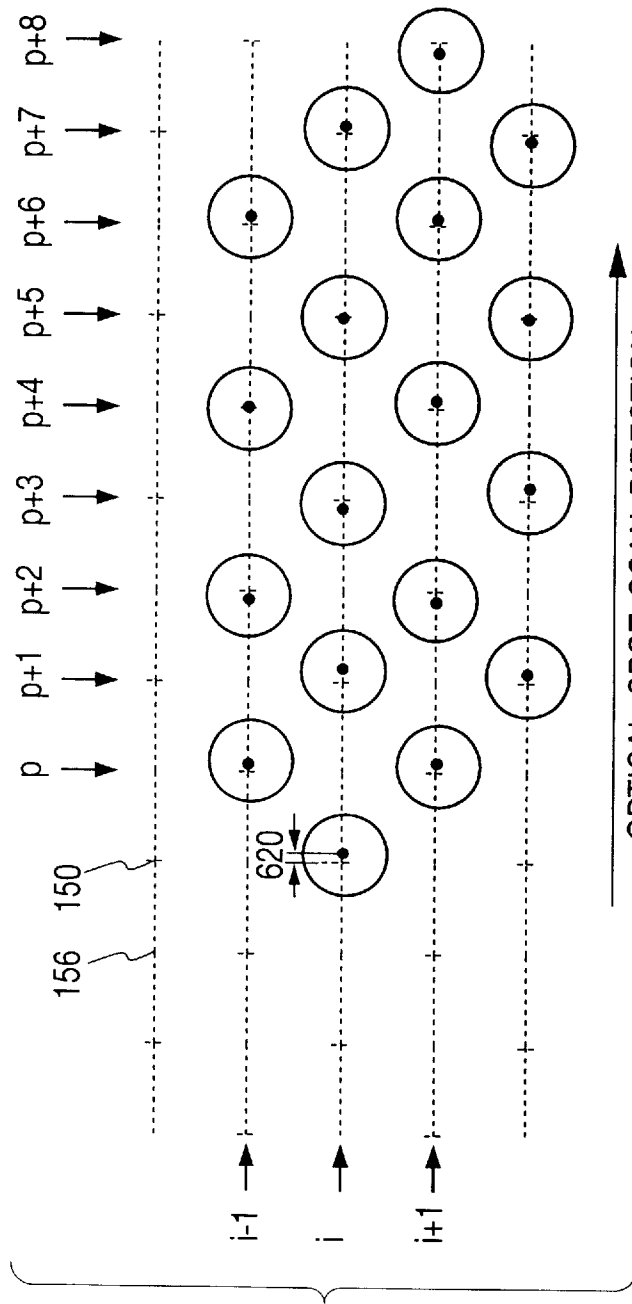 p
p+1
p+2
p+3
p+4
p+5
p+6
p+7
p+8
156
150
620
i-1
i
i+1
OPTICAL SPOT SCAN DIRECTION